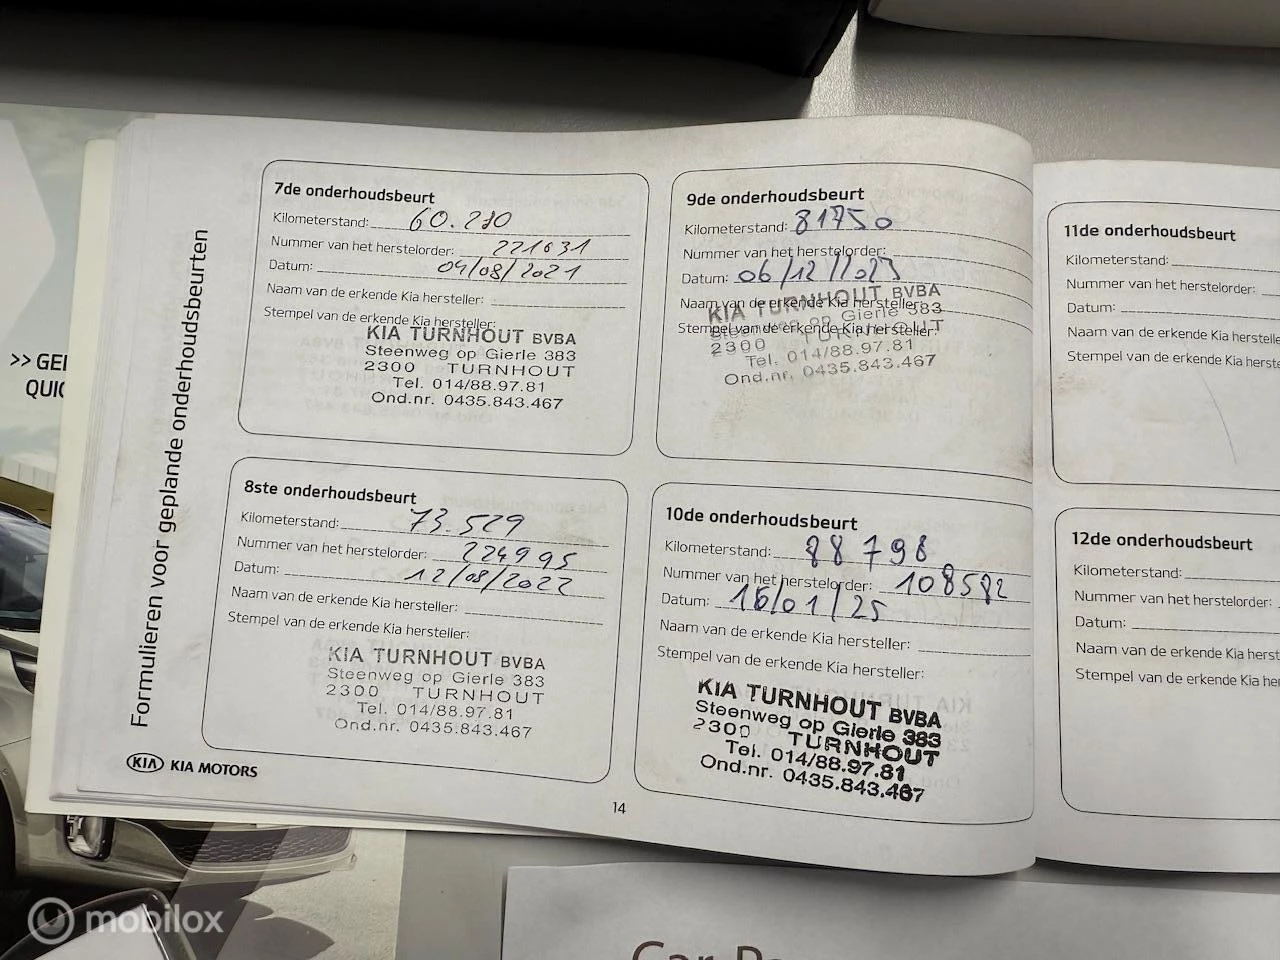 Formulieren voor geplande onderhoudsbeurten
KIA KIA MOTORS
>> GE
QUI
7de onderhoudsbeurt
Kilometerstand: 60.210
Nummer van het herstelorder: 221631
Datum: 04/08/2021
Naam van de erkende Kia hersteller:
Stempel van de erkende Kia hersteller:
KIA TURNHOUT BVBA
Steenweg op Gierle 383
2300 TURNHOUT
Tel. 014/88.97.81
Ond.nr. 0435.843.467
8ste onderhoudsbeurt
Kilometerstand: 73.529
Nummer van het herstelorder: 224995
Datum: 12/08/2022
Naam van de erkende Kia hersteller:
Stempel van de erkende Kia hersteller:
KIA TURNHOUT BVBA
Steenweg op Gierle 383
2300 TURNHOUT
Tel. 014/88.97.81
Ond.nr. 0435.843.467
9de onderhoudsbeurt
Kilometerstand: 81750
Nummer van het herstelorder:
Datum: 06/12/2023
Naam van de erkende Kia hersteller:
Stempel van de erkende Kia hersteller:
KIA TURNHOUT BVBA
Steenweg op Gierle 383
2300 TURNHOUT
Tel. 014/88.97.81
Ond.nr. 0435.843.467
10de onderhoudsbeurt
Kilometerstand: 88798
Nummer van het herstelorder: 108582
Datum: 16/01/25
Naam van de erkende Kia hersteller:
Stempel van de erkende Kia hersteller:
KIA TURNHOUT BVBA
Steenweg op Gierle 383
2300 TURNHOUT
Tel. 014/88.97.81
Ond.nr. 0435.843.467
14
11de onderhoudsbeurt
Kilometerstand:
Nummer van het herstelorder:
Datum:
Naam van de erkende Kia herstelle
Stempel van de erkende Kia herste
12de onderhoudsbeurt
Kilometerstand:
Nummer van het herstelorder:
Datum:
Naam van de erkende Kia herst
Stempel van de erkende Kia he
Car
mobilox